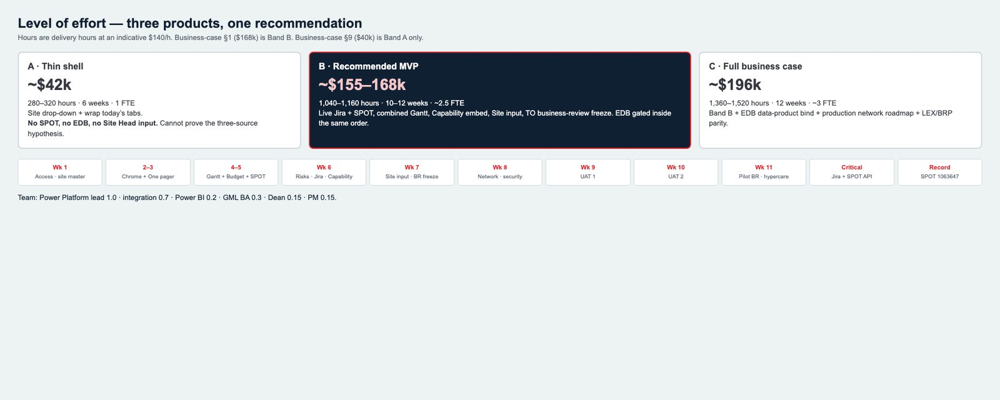 Level of effort — three products, one recommendation
Hours are delivery hours at an indicative $140/h. Business-case §1 ($168k) is Band B. Business-case §9 ($40k) is Band A only.
A · Thin shell
~$42k
280–320 hours · 6 weeks · 1 FTE
Site drop-down + wrap today's tabs.
No SPOT, no EDB, no Site Head input. Cannot prove the three-source
hypothesis.
B · Recommended MVP
~$155–168k
1,040–1,160 hours · 10–12 weeks · ~2.5 FTE
Live Jira + SPOT, combined Gantt, Capability embed, Site input, TO business-review freeze. EDB gated inside
the same order.
C · Full business case
~$196k
1,360–1,520 hours · 12 weeks · ~3 FTE
Band B + EDB data-product bind + production network roadmap + LEX/BRP
parity.
Wk 1
Access · site master
2–3
Chrome + One pager
4–5
Gantt + Budget + SPOT
Wk 6
Risks · Jira · Capability
Wk 7
Site input · BR freeze
Wk 8
Network · security
Wk 9
UAT 1
Wk 10
UAT 2
Wk 11
Pilot BR · hypercare
Critical
Jira + SPOT API
Record
SPOT 1063647
Team: Power Platform lead 1.0 · integration 0.7 · Power BI 0.2 · GML BA 0.3 · Dean 0.15 · PM 0.15.